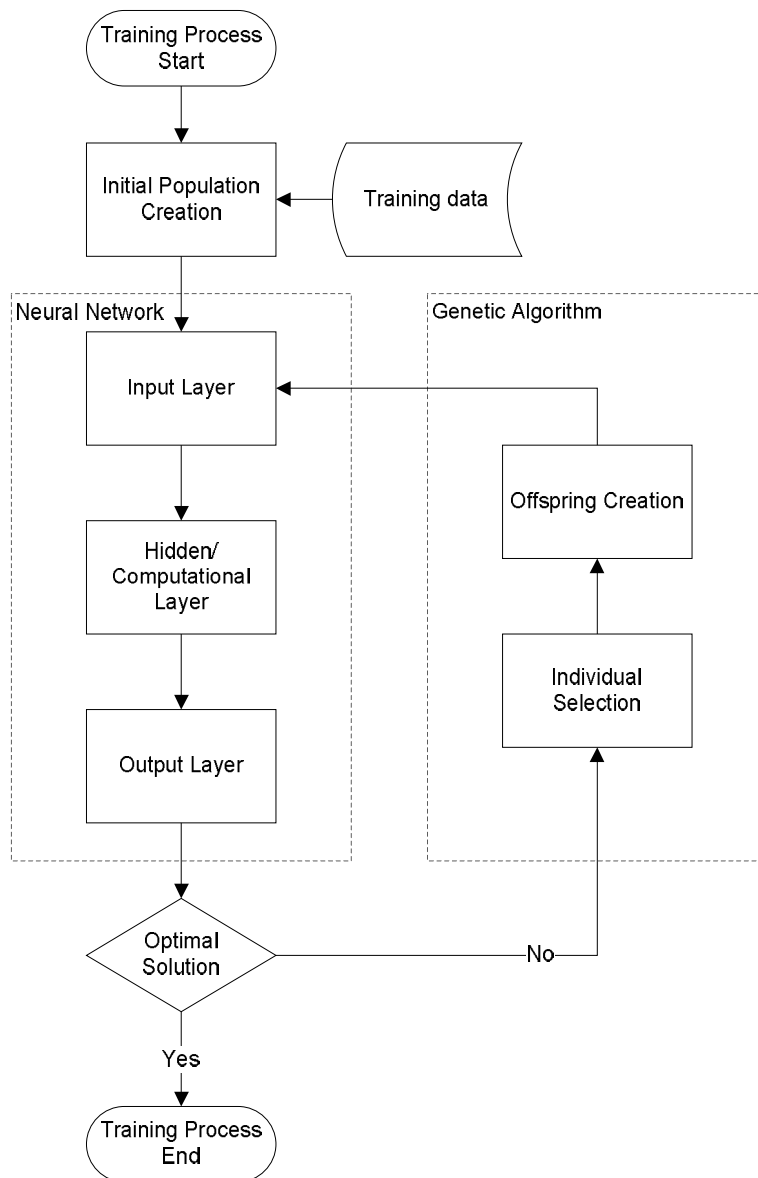 Training Process
Start
Initial Population
Creation
Training data
Neural Network
Genetic Algorithm
Input Layer
Offspring Creation
Hidden/
Computational
Layer
Individual
Selection
Output Layer
Optimal
Solution
No
Yes
Training Process
End